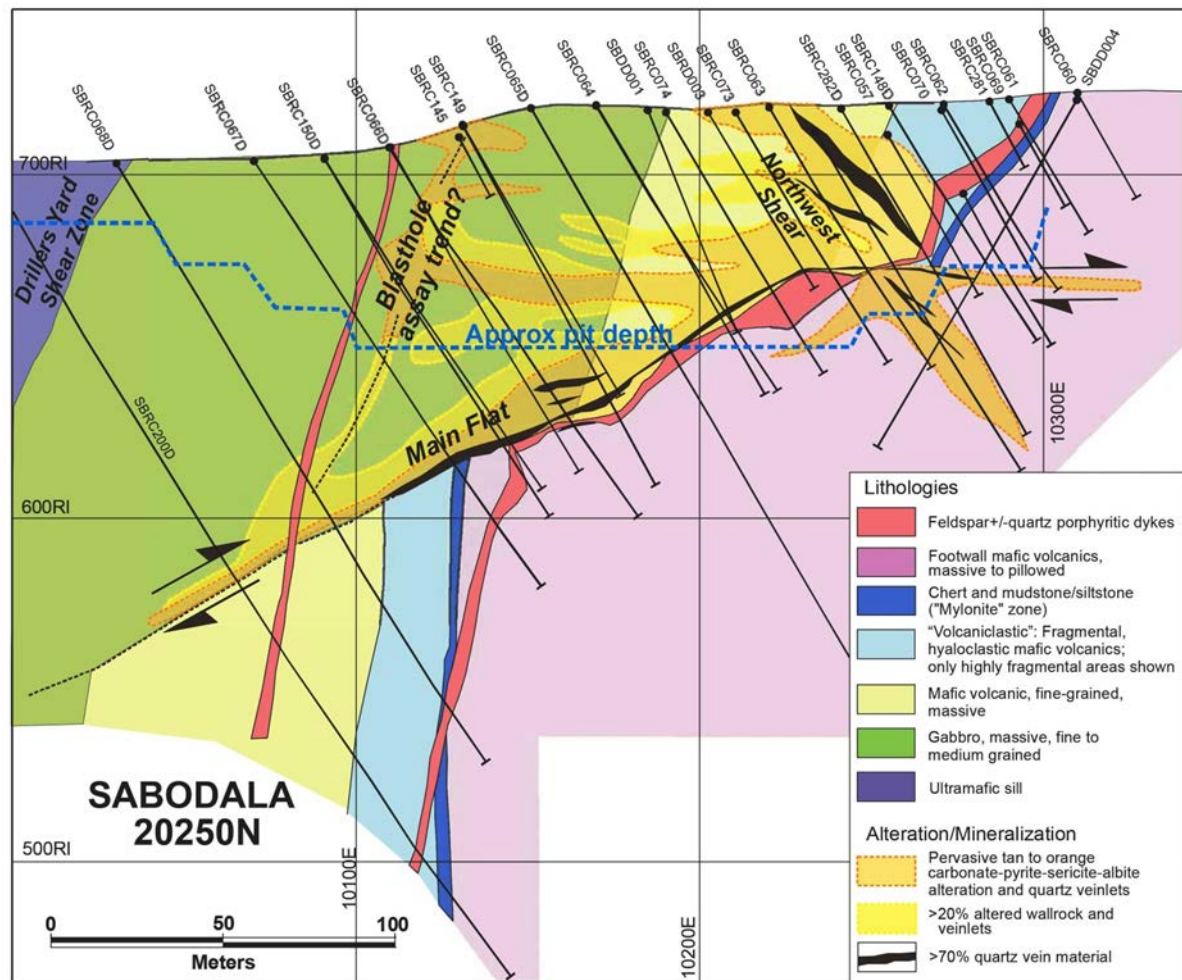 SBRC068D
SBRC067D
SBRC150D
SBRC066D
SBRC145
SBRC149
SBRC065D
SBRC064
SBDD001
SBRC074
SBRD003
SBRC073
SBRC063
SBRC282D
SBRC057
SBRC148D
SBRC070
SBRC062
SBRC281
SBRC069
SBRC061
SBRC060
SBDD004
700Rl
Drillers Yard
Shear Zone
Blasthole
assay trend?
Northwest
Shear
Approx pit depth
SBRC200D
Main Flat
10300E
600Rl
SABODALA
20250N
500Rl
10100E
10200E
0 50 100
Meters
Lithologies
Feldspar+/-quartz porphyritic dykes
Footwall mafic volcanics,
massive to pillowed
Chert and mudstone/siltstone
("Mylonite" zone)
“Volcaniclastic”: Fragmental,
hyaloclastic mafic volcanics;
only highly fragmental areas shown
Mafic volcanic, fine-grained,
massive
Gabbro, massive, fine to
medium grained
Ultramafic sill
Alteration/Mineralization
Pervasive tan to orange
carbonate-pyrite-sericite-albite
alteration and quartz veinlets
>20% altered wallrock and
veinlets
>70% quartz vein material